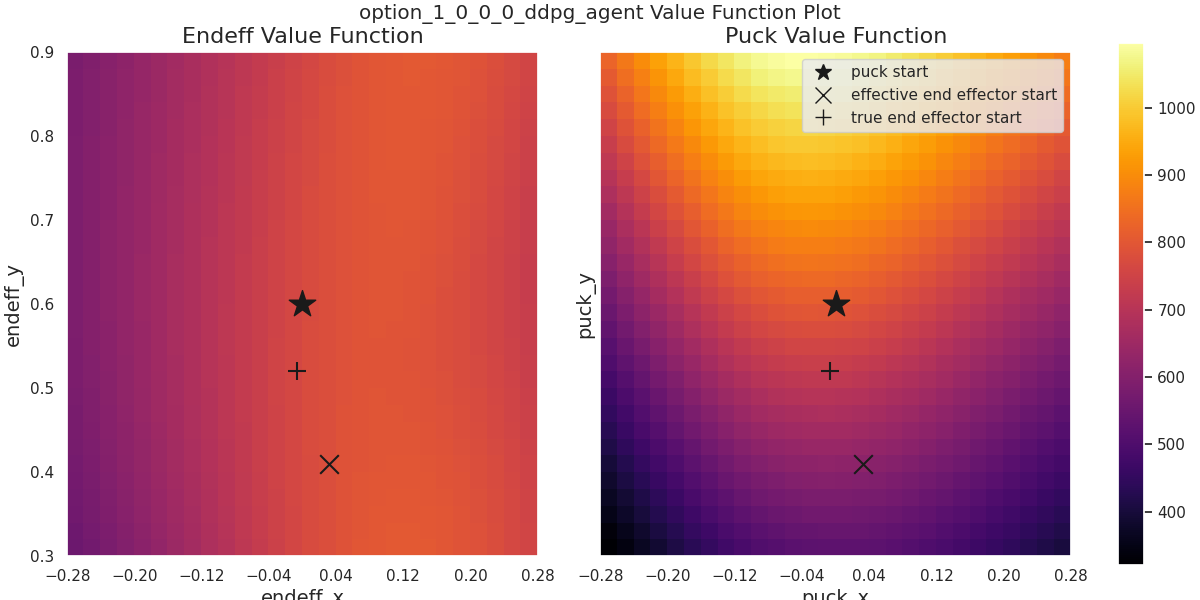 option_1_0_0_0_ddpg_agent Value Function Plot
Endeff Value Function
Puck Value Function
puck start
effective end effector start
true end effector start
0.9
0.8
0.7
0.6
0.5
0.4
0.3
endeff_y
−0.28 −0.20 −0.12 −0.04 0.04 0.12 0.20 0.28
endeff_x
puck_y
−0.28 −0.20 −0.12 −0.04 0.04 0.12 0.20 0.28
puck_x
1000
900
800
700
600
500
400